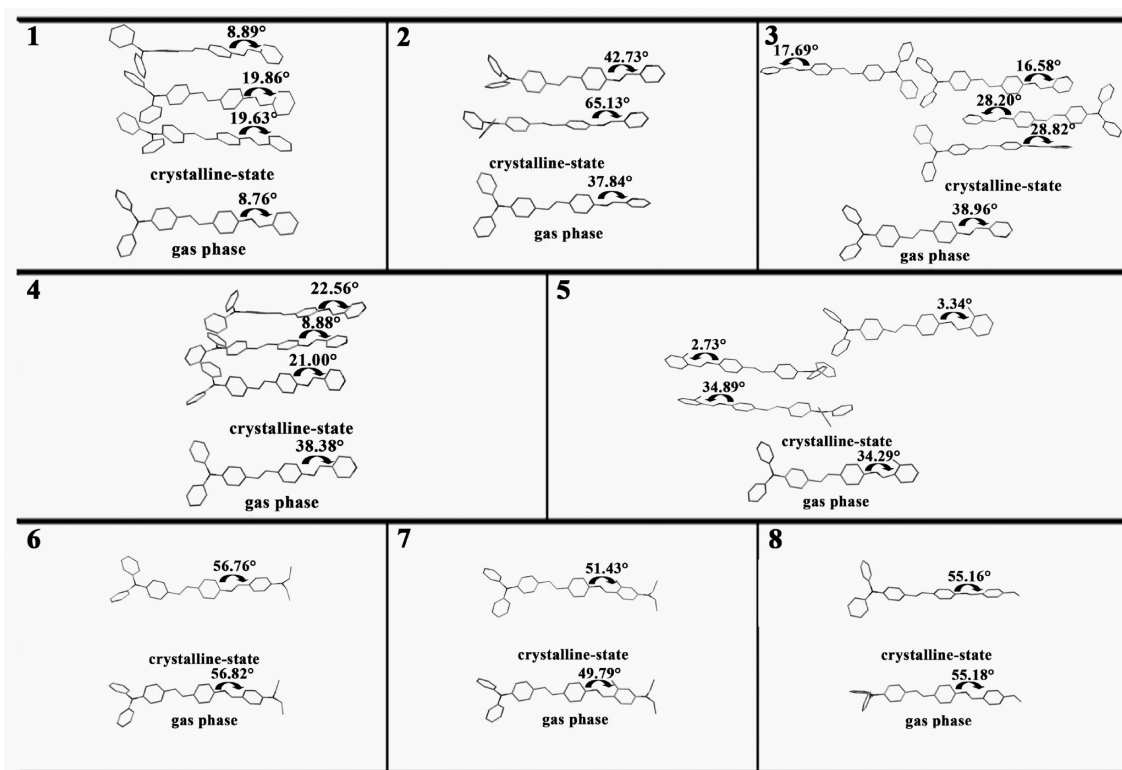 1
8.89°
19.86°
19.63°
crystalline-state
8.76°
gas phase
2
42.73°
65.13°
crystalline-state
37.84°
gas phase
3
17.69°
16.58°
28.20°
28.82°
crystalline-state
38.96°
gas phase
4
22.56°
8.88°
21.00°
crystalline-state
38.38°
gas phase
5
3.34°
2.73°
34.89°
crystalline-state
34.29°
gas phase
6
56.76°
crystalline-state
56.82°
gas phase
7
51.43°
crystalline-state
49.79°
gas phase
8
55.16°
crystalline-state
55.18°
gas phase